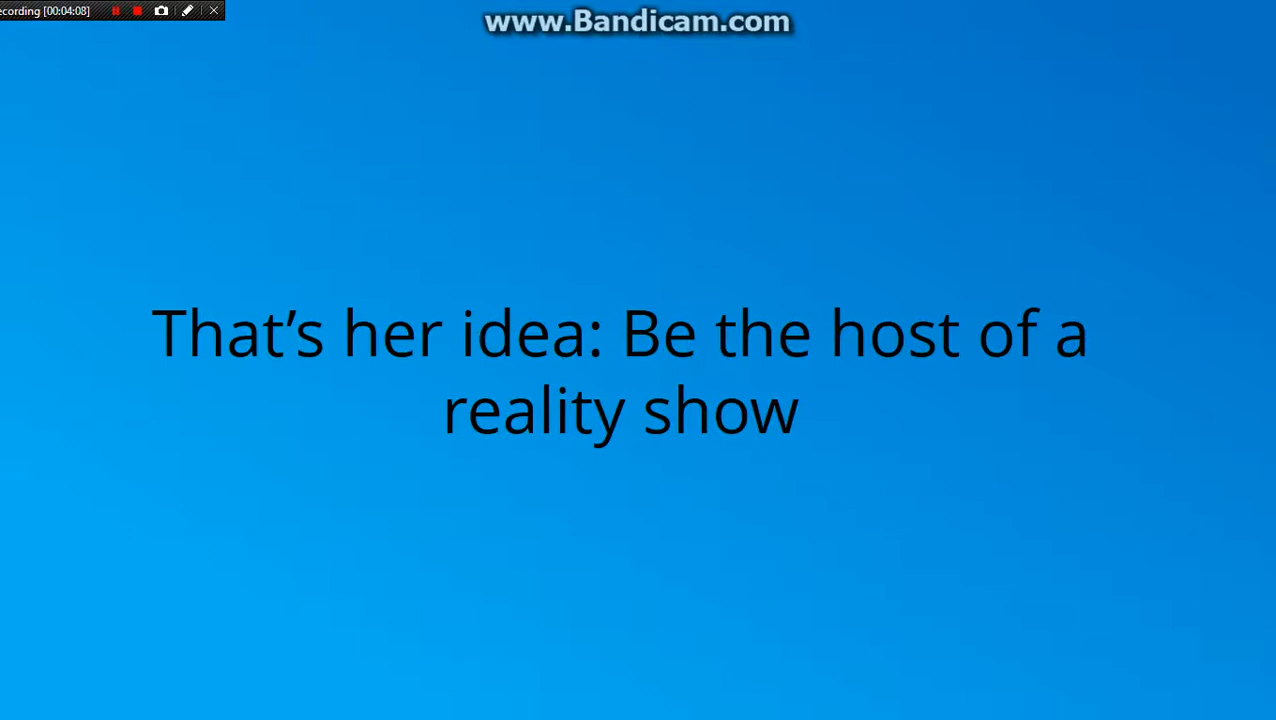 ecording [00:04:08]
www.Bandicam.com
That’s her idea: Be the host of a
reality show